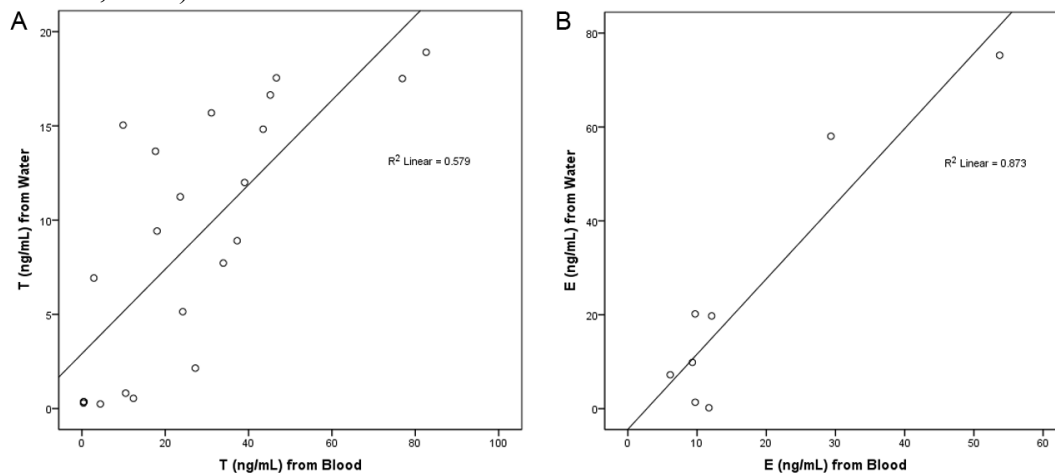 A
20
15
10
5
0
T (ng/mL) from Water
R² Linear = 0.579
0 20 40 60 80 100
T (ng/mL) from Blood
B
80
60
40
20
0
E (ng/mL) from Water
R² Linear = 0.873
0 10 20 30 40 50 60
E (ng/mL) from Blood